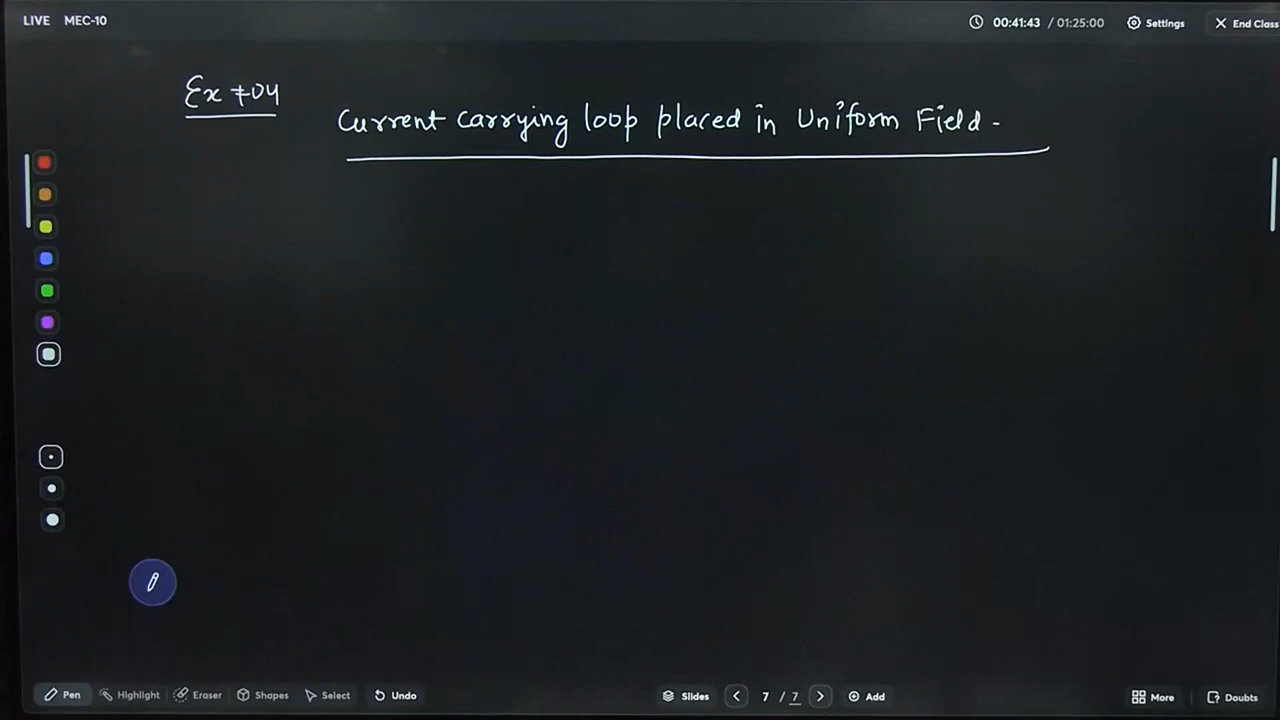 LIVE MEC-10
00:41:43 / 01:25:00 Settings End Class
Ex + 04
Current carrying loop placed in Uniform Field -
Pen Highlight Eraser Shapes Select Undo Slides 7 / 7 Add More Doubts